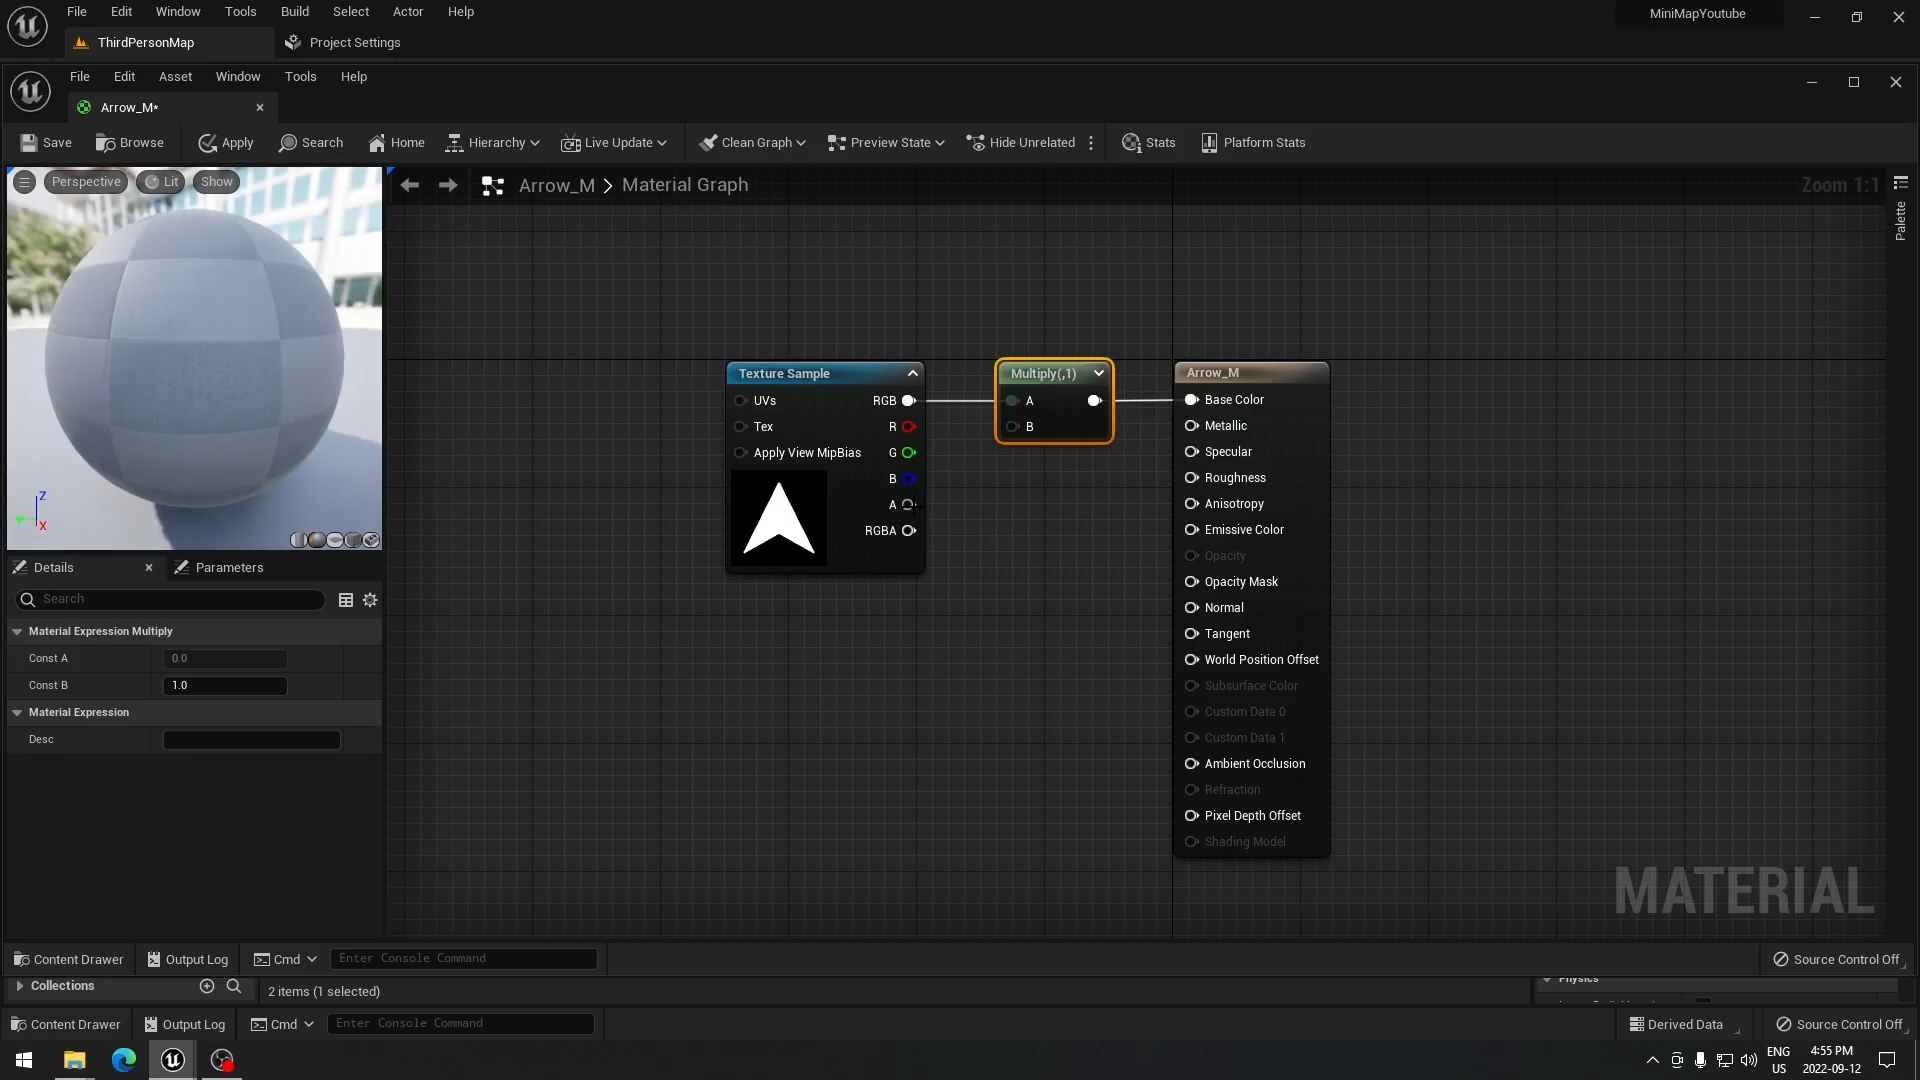 File Edit Window Tools Build Select Actor Help
MiniMapYoutube
ThirdPersonMap
Project Settings
File Edit Asset Window Tools Help
Arrow_M*
Save Browse Apply Search Home Hierarchy Live Update Clean Graph Preview State Hide Unrelated Stats Platform Stats
Perspective Lit Show
Arrow_M > Material Graph
Zoom 1:1
Palette
Texture Sample
UVs RGB
Tex R
Apply View MipBias G
B
A
RGBA
Multiply(,1)
A
B
Arrow_M
Base Color
Metallic
Specular
Roughness
Anisotropy
Emissive Color
Opacity
Opacity Mask
Normal
Tangent
World Position Offset
Subsurface Color
Custom Data 0
Custom Data 1
Ambient Occlusion
Refraction
Pixel Depth Offset
Shading Model
MATERIAL
Z
X
Details Parameters
Search
Material Expression Multiply
Const A 0.0
Const B 1.0
Material Expression
Desc
Content Drawer Output Log Cmd Enter Console Command
Source Control Off
Collections
2 items (1 selected)
Physics
Content Drawer Output Log Cmd Enter Console Command
Derived Data Source Control Off
ENG
US
4:55 PM
2022-09-12